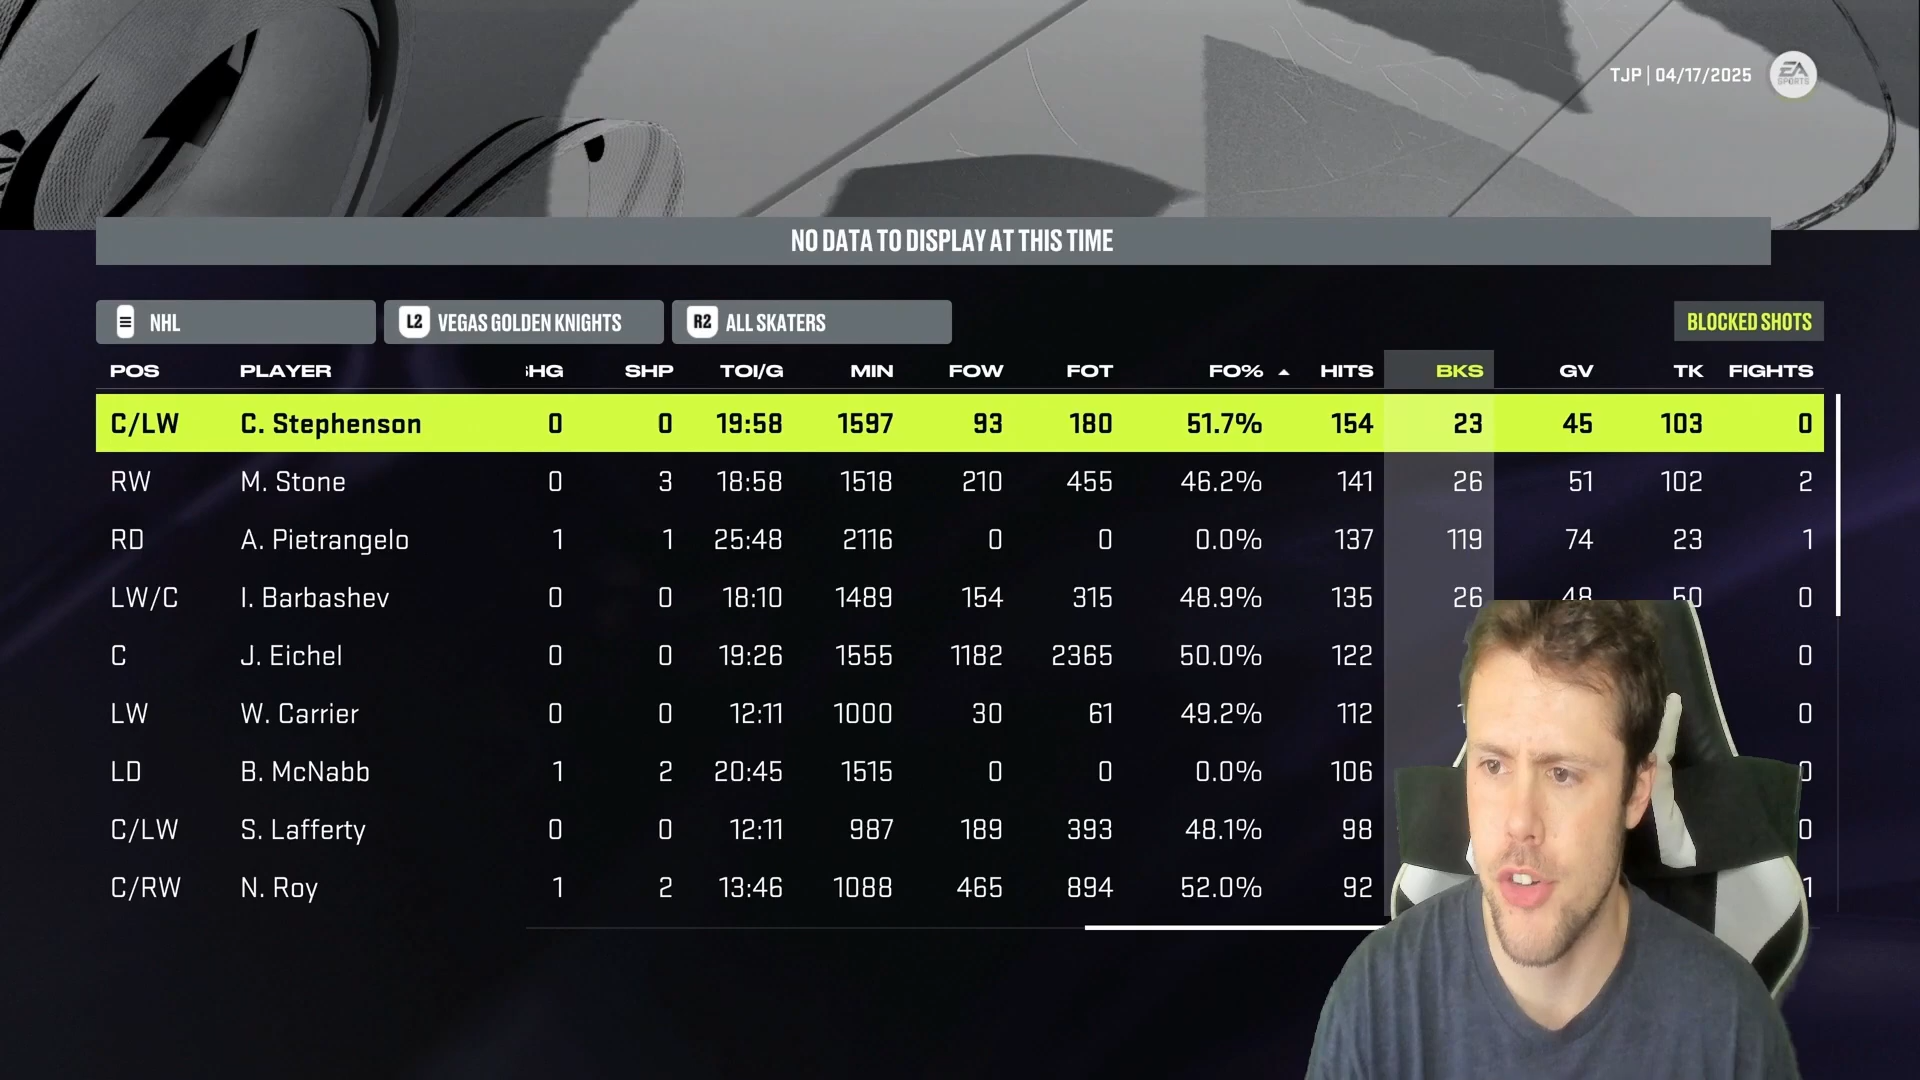 TJP | 04/17/2025 EA SPORTS
NO DATA TO DISPLAY AT THIS TIME
NHL L2 VEGAS GOLDEN KNIGHTS R2 ALL SKATERS BLOCKED SHOTS
POS PLAYER HG SHP TOI/G MIN FOW FOT FO% HITS BKS GV TK FIGHTS
C/LW C. Stephenson 0 0 19:58 1597 93 180 51.7% 154 23 45 103 0
RW M. Stone 0 3 18:58 1518 210 455 46.2% 141 26 51 102 2
RD A. Pietrangelo 1 1 25:48 2116 0 0 0.0% 137 119 74 23 1
LW/C I. Barbashev 0 0 18:10 1489 154 315 48.9% 135 26 48 50 0
C J. Eichel 0 0 19:26 1555 1182 2365 50.0% 122 0
LW W. Carrier 0 0 12:11 1000 30 61 49.2% 112 0
LD B. McNabb 1 2 20:45 1515 0 0 0.0% 106 0
C/LW S. Lafferty 0 0 12:11 987 189 393 48.1% 98 0
C/RW N. Roy 1 2 13:46 1088 465 894 52.0% 92 1